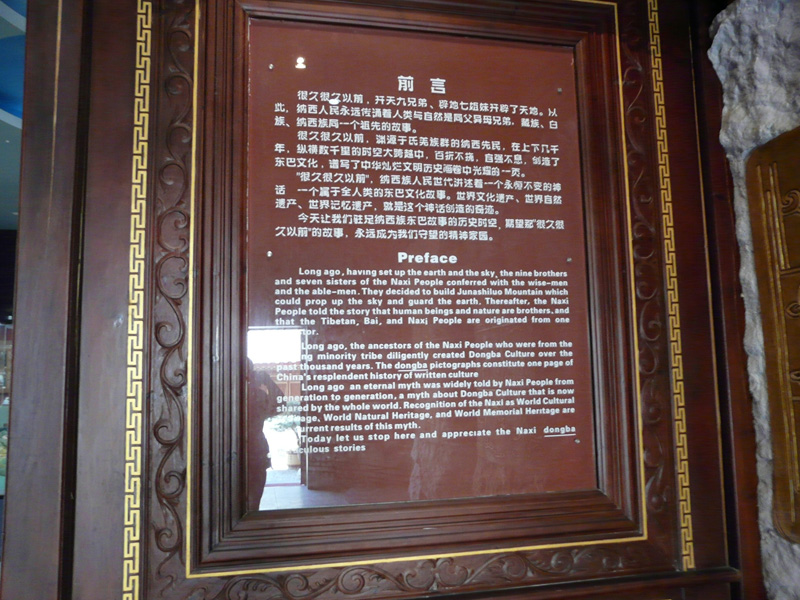 前言
很久很久以前，开天九兄弟、辟地七姐妹开辟了天地。从
此，纳西人民永远传诵着人类与自然是同父异母兄弟，藏族、白
族、纳西族同一个祖先的故事。
很久很久以前，渊源于氐羌族群的纳西先民，在上下几千
年，纵横数千里的时空大跨越中，百折不挠，自强不息，创造了
东巴文化，谱写了中华灿烂文明历史画卷中光耀的一页。
"很久很久以前"，纳西族人民世代讲述着一个永恒不变的神
话 一个属于全人类的东巴文化故事。世界文化遗产、世界自然
遗产、世界记忆遗产，就是这个神话创造的奇迹。
今天让我们驻足纳西族东巴故事的历史时空，期望那"很久很
久以前"的故事，永远成为我们守望的精神家园。
Preface
Long ago, having set up the earth and the sky, the nine brothers
and seven sisters of the Naxi People conferred with the wise-men
and the able-men. They decided to build Junashiluo Mountain which
could prop up the sky and guard the earth. Thereafter, the Naxi
People told the story that human beings and nature are brothers, and
that the Tibetan, Bai, and Naxi People are originated from one
Long ago, the ancestors of the Naxi People who were from the
minority tribe diligently created Dongba Culture over the
past thousand years. The dongba pictographs constitute one page of
China's resplendent history of written culture
Long ago an eternal myth was widely told by Naxi People from
generation to generation, a myth about Dongba Culture that is now
shared by the whole world. Recognition of the Naxi as World Cultural
Heritage, World Natural Heritage, and World Memorial Heritage are
current results of this myth.
Today let us stop here and appreciate the Naxi dongba
stories